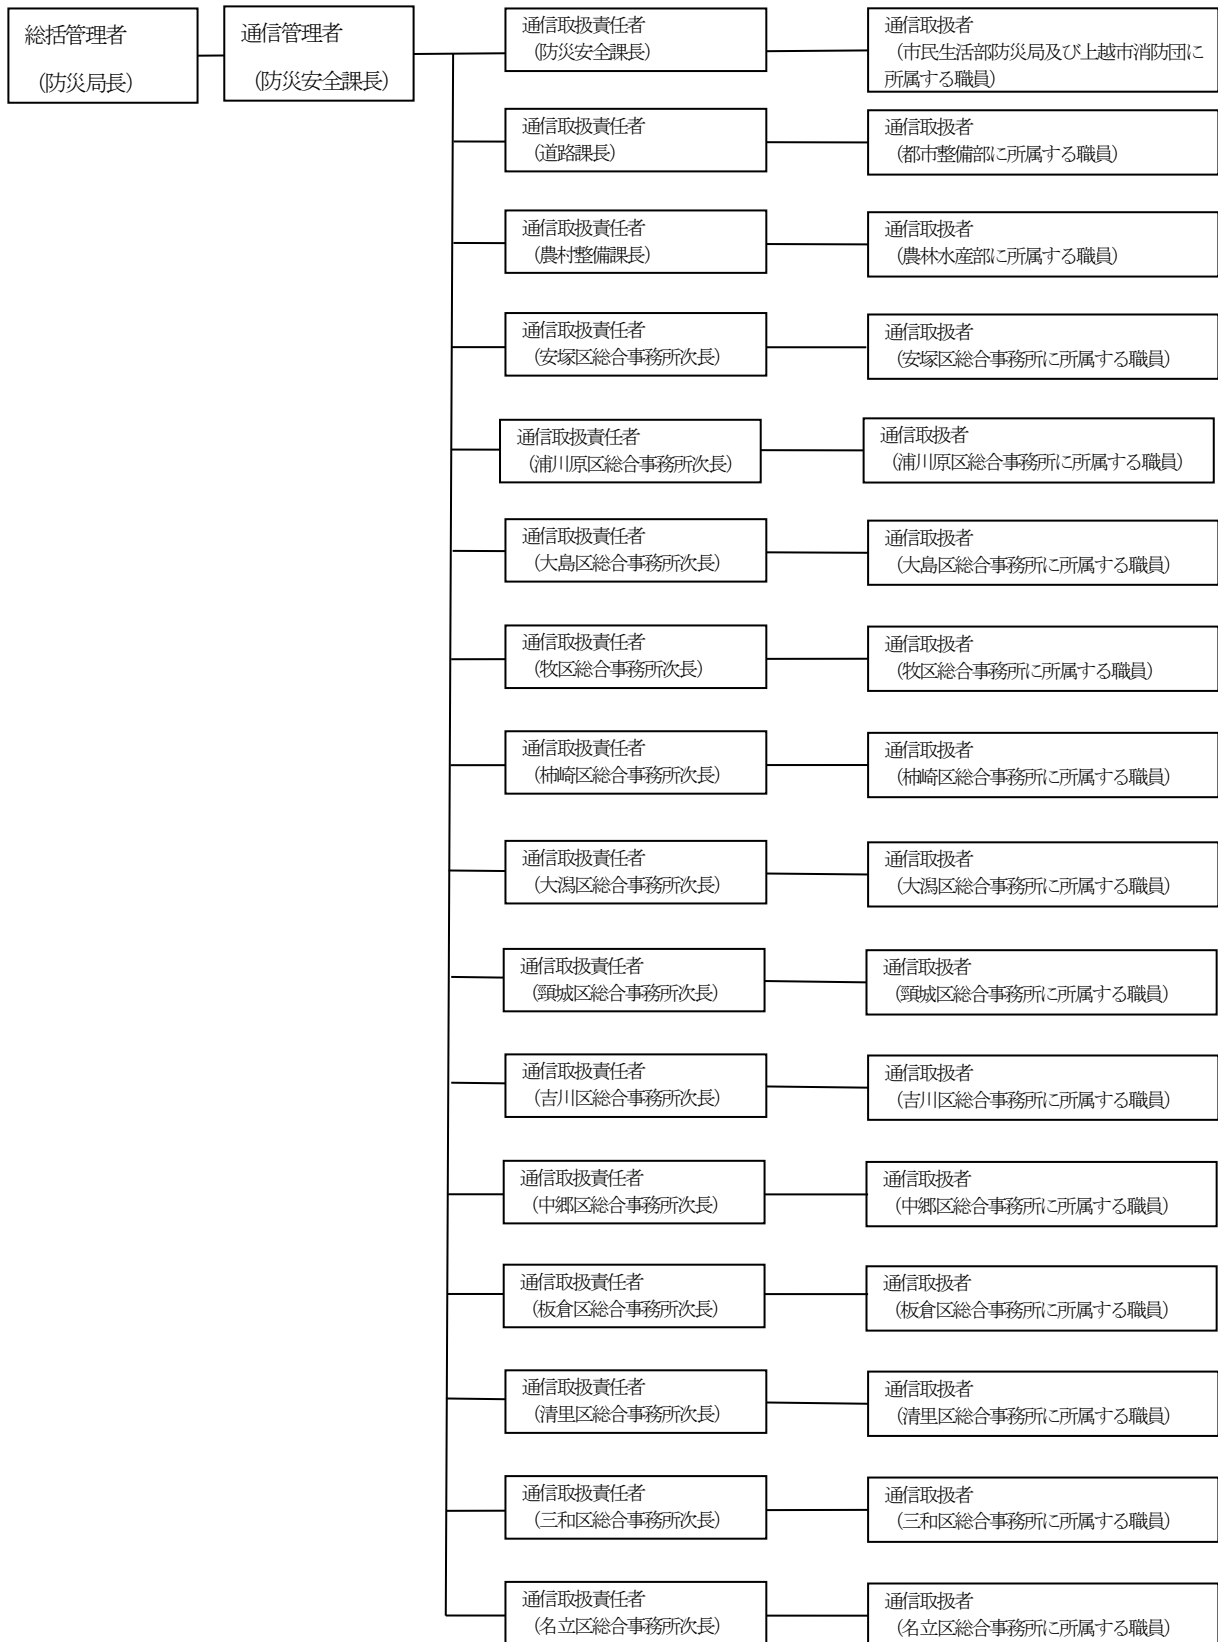 総括管理者
（防災局長）
通信管理者
（防災安全課長）
通信取扱責任者
（防災安全課長）
通信取扱者
（市民生活部防災局及び上越市消防団に
所属する職員）
通信取扱責任者
（道路課長）
通信取扱者
（都市整備部に所属する職員）
通信取扱責任者
（農村整備課長）
通信取扱者
（農林水産部に所属する職員）
通信取扱責任者
（安塚区総合事務所次長）
通信取扱者
（安塚区総合事務所に所属する職員）
通信取扱責任者
（浦川原区総合事務所次長）
通信取扱者
（浦川原区総合事務所に所属する職員）
通信取扱責任者
（大島区総合事務所次長）
通信取扱者
（大島区総合事務所に所属する職員）
通信取扱責任者
（牧区総合事務所次長）
通信取扱者
（牧区総合事務所に所属する職員）
通信取扱責任者
（柿崎区総合事務所次長）
通信取扱者
（柿崎区総合事務所に所属する職員）
通信取扱責任者
（大潟区総合事務所次長）
通信取扱者
（大潟区総合事務所に所属する職員）
通信取扱責任者
（頸城区総合事務所次長）
通信取扱者
（頸城区総合事務所に所属する職員）
通信取扱責任者
（吉川区総合事務所次長）
通信取扱者
（吉川区総合事務所に所属する職員）
通信取扱責任者
（中郷区総合事務所次長）
通信取扱者
（中郷区総合事務所に所属する職員）
通信取扱責任者
（板倉区総合事務所次長）
通信取扱者
（板倉区総合事務所に所属する職員）
通信取扱責任者
（清里区総合事務所次長）
通信取扱者
（清里区総合事務所に所属する職員）
通信取扱責任者
（三和区総合事務所次長）
通信取扱者
（三和区総合事務所に所属する職員）
通信取扱責任者
（名立区総合事務所次長）
通信取扱者
（名立区総合事務所に所属する職員）